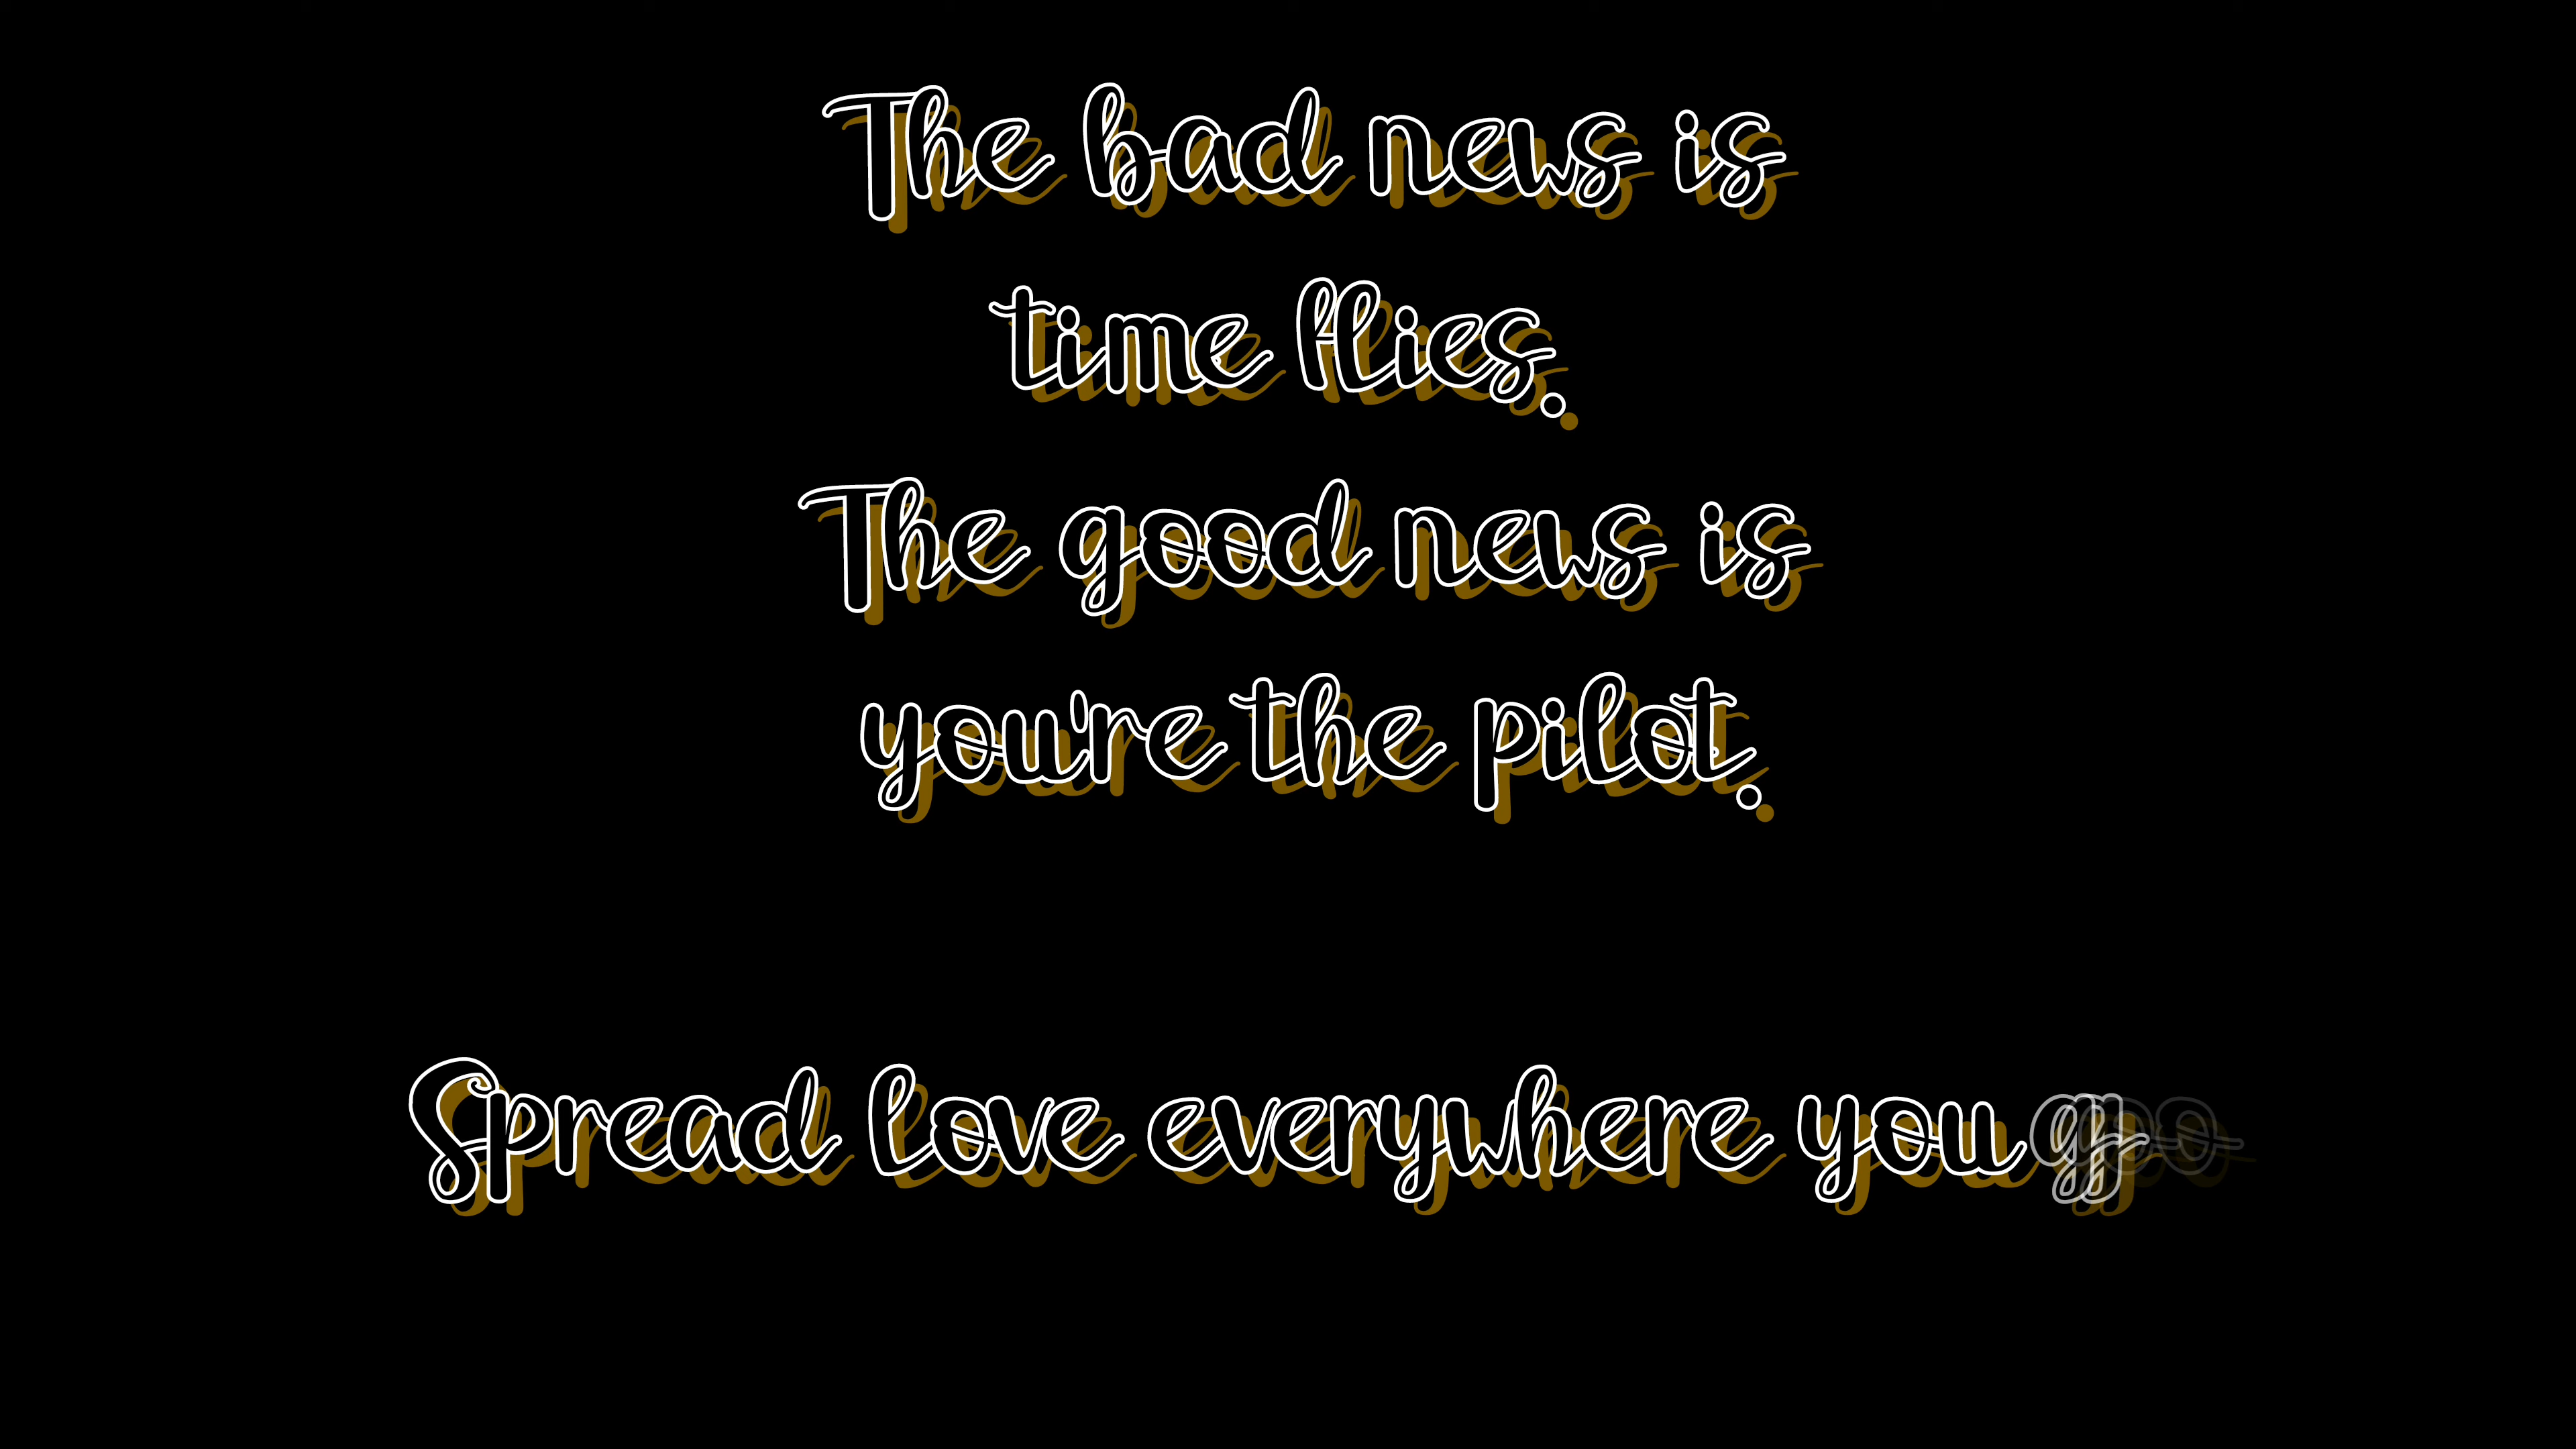 The bad news is
time flies.
The good news is
you're the pilot.
Spread love everywhere you go